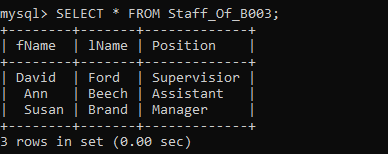 mysql> SELECT * FROM Staff_Of_B003;
+--------+-------+-------------+
| fName  | lName | Position    |
+--------+-------+-------------+
| David  | Ford  | Supervisior |
|  Ann   | Beech | Assistant   |
|  Susan | Brand | Manager     |
+--------+-------+-------------+
3 rows in set (0.00 sec)